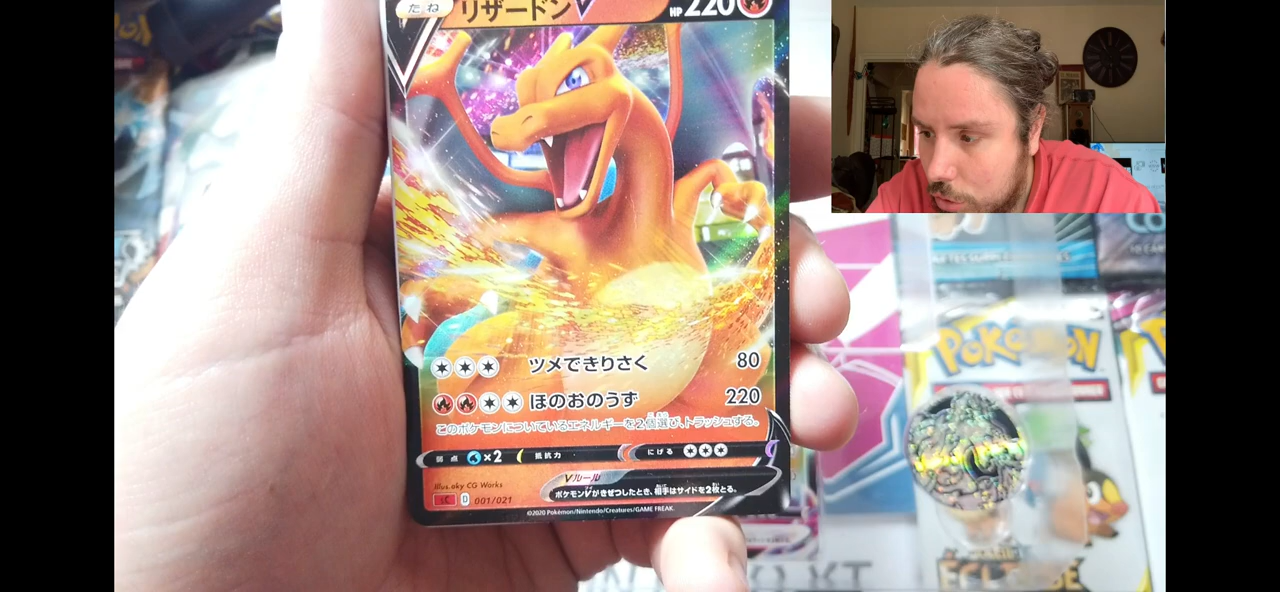 たね リザードンV HP 220
ツメできりさく 80
ほのおのうず 220
このポケモンについているエネルギーを2個選び、トラッシュする。
弱点 ×2 抵抗力 にげる
Vルール
ポケモンVがきぜつしたとき、相手はサイドを2枚とる。
Illus. aky CG Works
D 001/021
©2020 Pokémon/Nintendo/Creatures/GAME FREAK.
POKÉMON